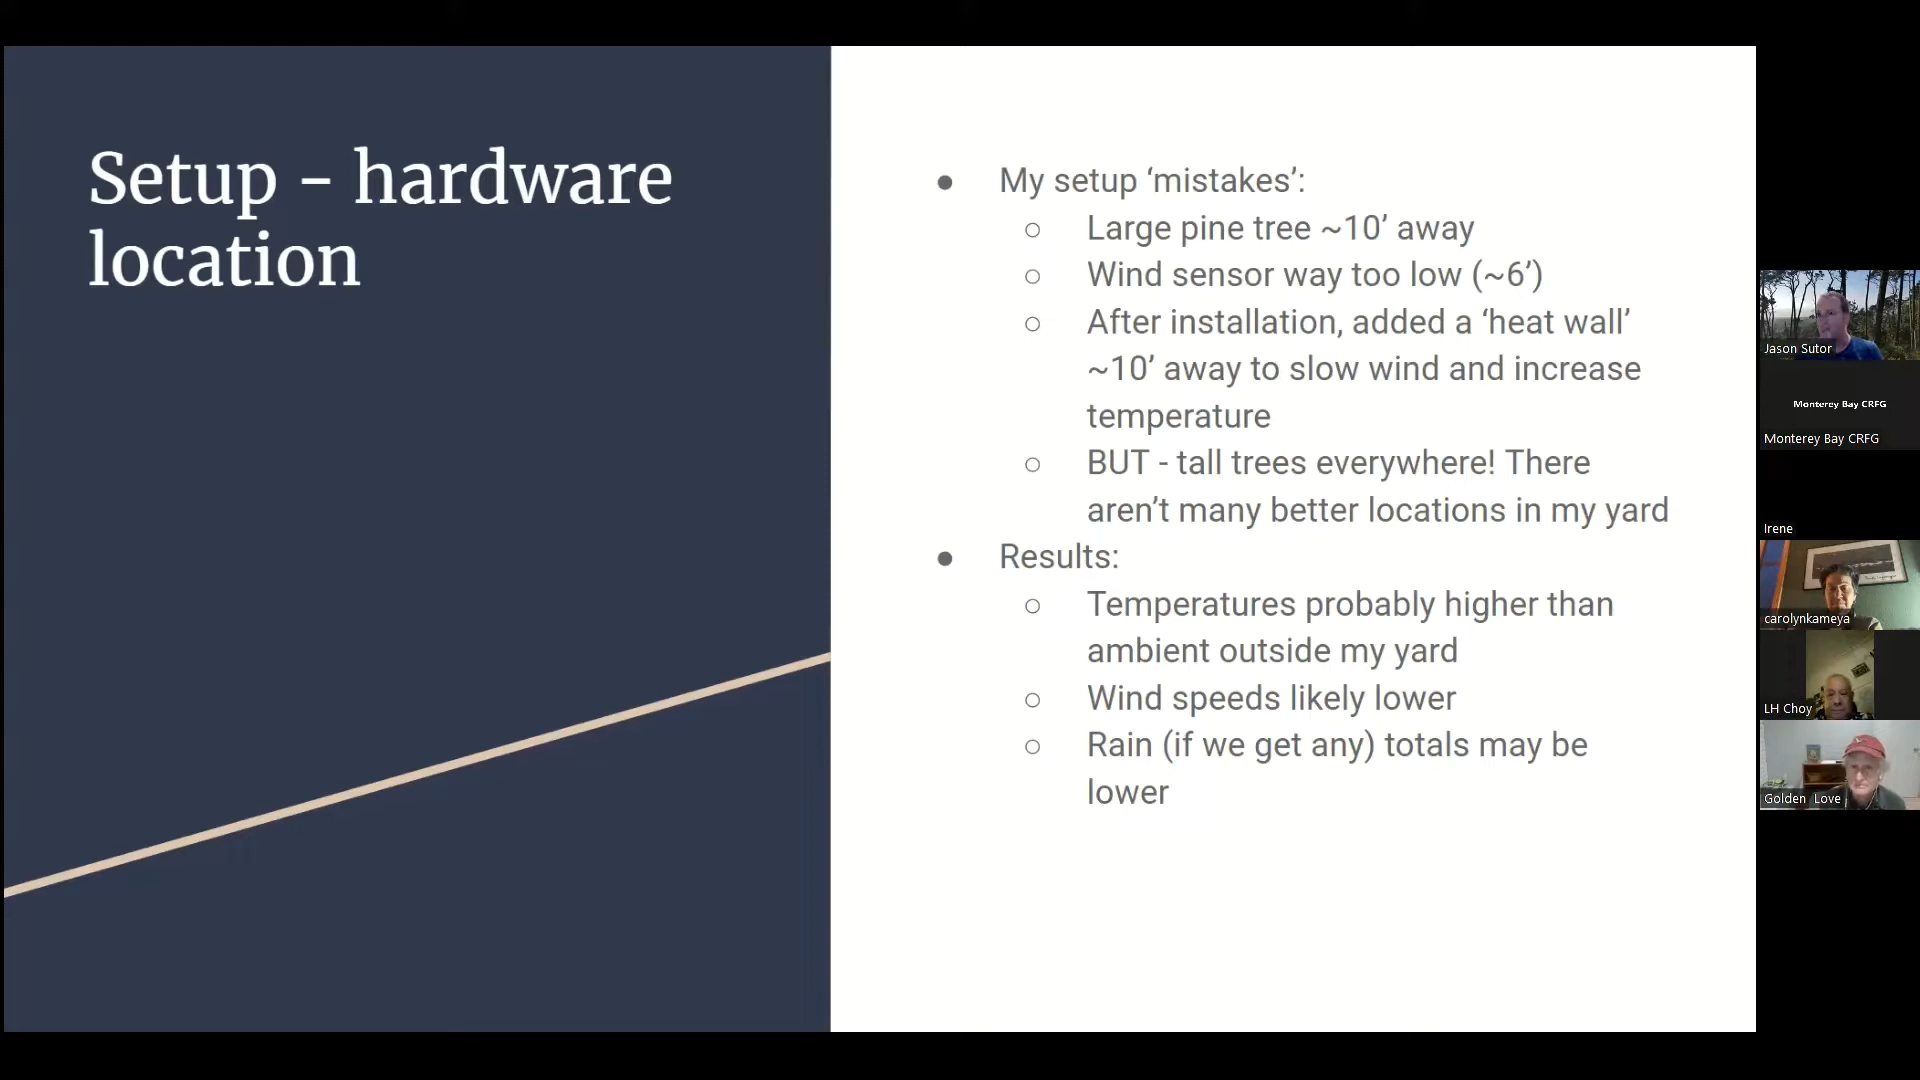 Setup - hardware
location
● My setup ‘mistakes’:
○ Large pine tree ~10’ away
○ Wind sensor way too low (~6’)
○ After installation, added a ‘heat wall’
~10’ away to slow wind and increase
temperature
○ BUT - tall trees everywhere! There
aren’t many better locations in my yard
● Results:
○ Temperatures probably higher than
ambient outside my yard
○ Wind speeds likely lower
○ Rain (if we get any) totals may be
lower
Jason Sutor
Monterey Bay CRFG
Monterey Bay CRFG
Irene
carolynkameya
LH Choy
Golden Love